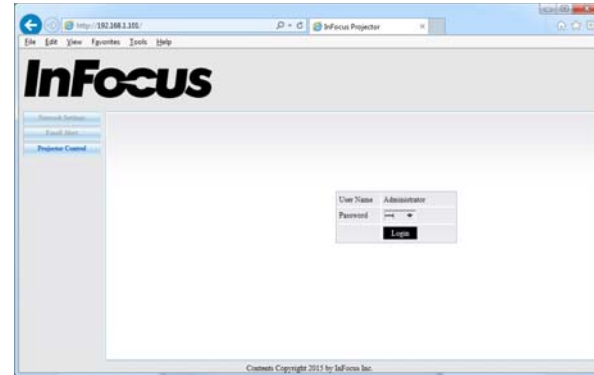 http://192.168.1.101/
InFocus Projector
File Edit View Favorites Tools Help
InFocus
Network Settings
Email Alert
Projector Control
User Name Administrator
Password
Login
Contents Copyright 2015 by InFocus Inc.